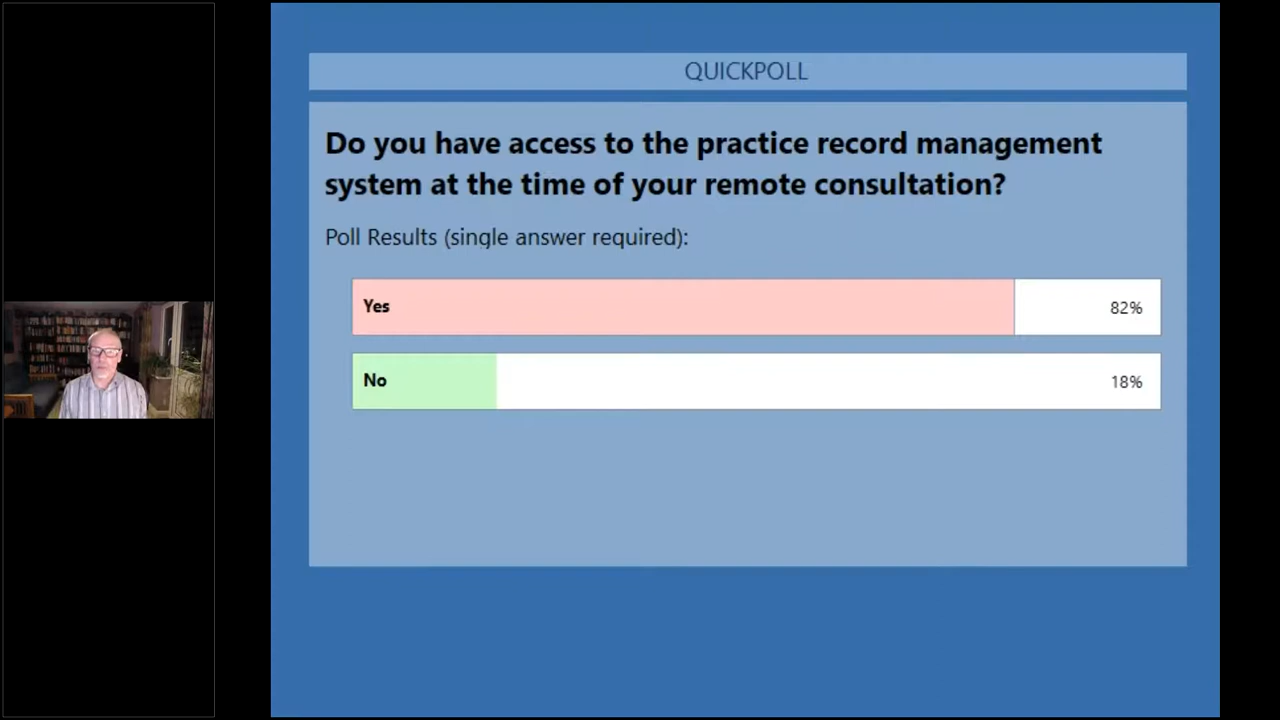 QUICKPOLL
Do you have access to the practice record management
system at the time of your remote consultation?
Poll Results (single answer required):
Yes 82%
No 18%